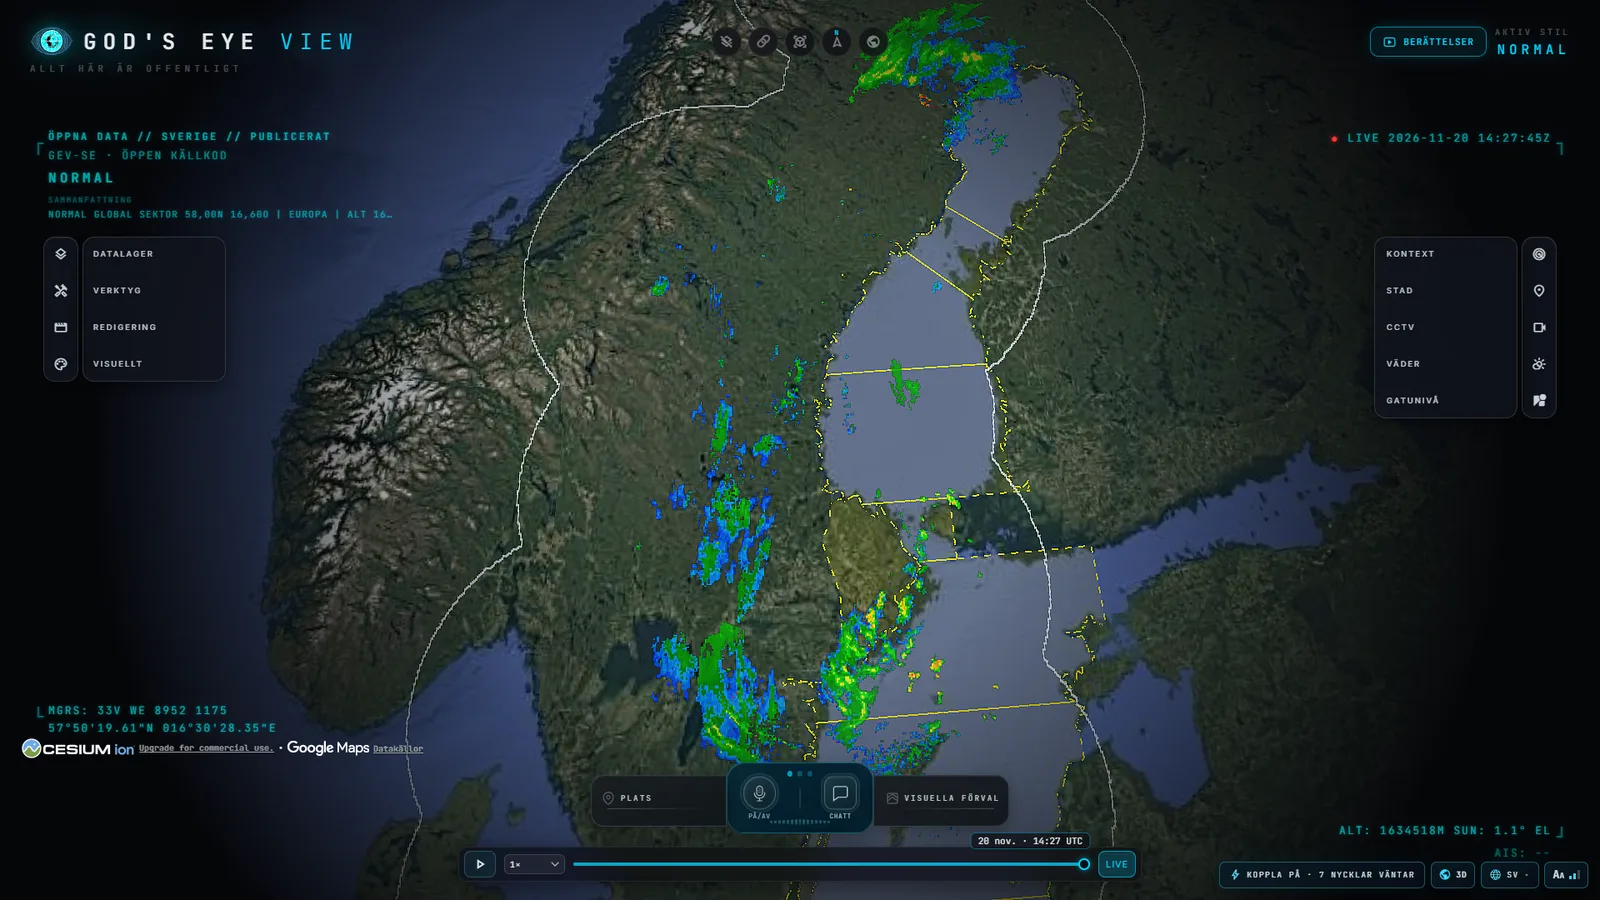 GOD'S EYE VIEW
ALLT HÄR ÄR OFFENTLIGT
N
BERÄTTELSER
AKTIV STIL
NORMAL
ÖPPNA DATA // SVERIGE // PUBLICERAT
GEV-SE · ÖPPEN KÄLLKOD
NORMAL
SAMMANFATTNING
NORMAL GLOBAL SEKTOR 58,00N 16,60O | EUROPA | ALT 16…
LIVE 2026-11-20 14:27:45Z
DATALAGER
VERKTYG
REDIGERING
VISUELLT
KONTEXT
STAD
CCTV
VÄDER
GATUNIVÅ
MGRS: 33V WE 8952 1175
57°50'19.61"N 016°30'28.35"E
CESIUM ion Upgrade for commercial use. · Google Maps Datakällor
PLATS
PÅ/AV
CHATT
VISUELLA FÖRVAL
20 nov. · 14:27 UTC
1×
LIVE
ALT: 1634518M SUN: 1.1° EL
AIS: --
KOPPLA PÅ · 7 NYCKLAR VÄNTAR
3D
SV ·
AA